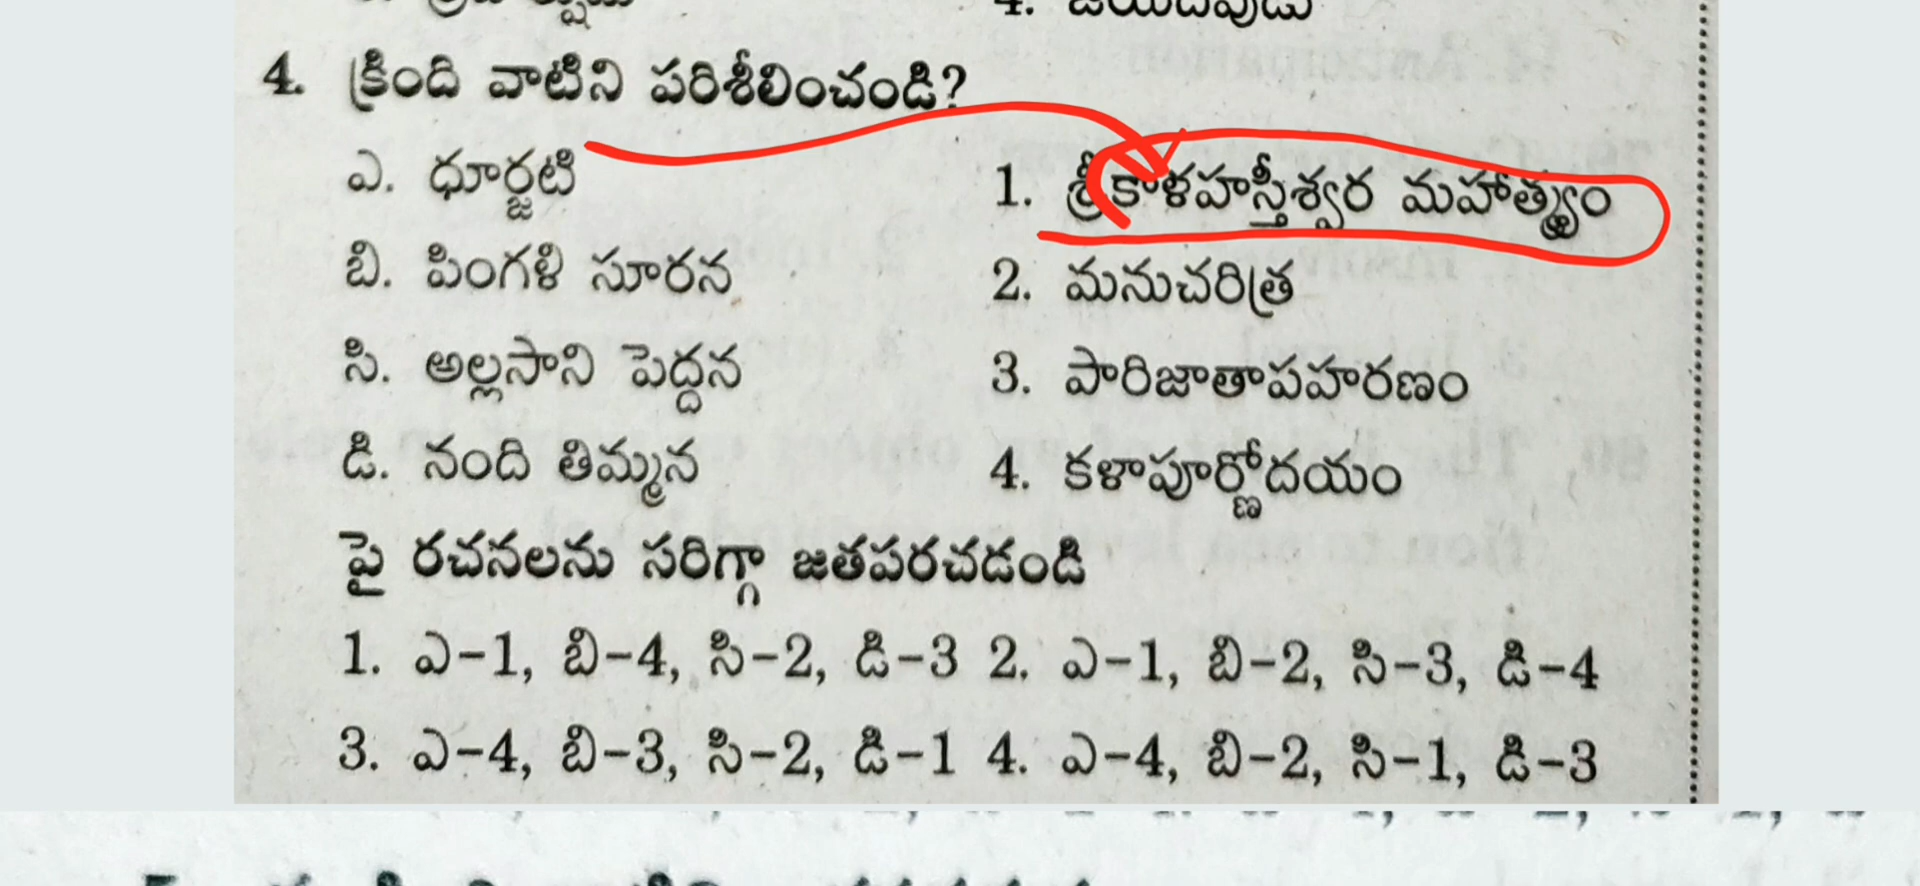 4. జయదేవుడు
4. క్రింది వాటిని పరిశీలించండి?
ఎ. ధూర్జటి 1. శ్రీకాళహస్తీశ్వర మహాత్మ్యం
బి. పింగళి సూరన 2. మనుచరిత్ర
సి. అల్లసాని పెద్దన 3. పారిజాతాపహరణం
డి. నంది తిమ్మన 4. కళాపూర్ణోదయం
పై రచనలను సరిగ్గా జతపరచడండి
1. ఎ-1, బి-4, సి-2, డి-3 2. ఎ-1, బి-2, సి-3, డి-4
3. ఎ-4, బి-3, సి-2, డి-1 4. ఎ-4, బి-2, సి-1, డి-3